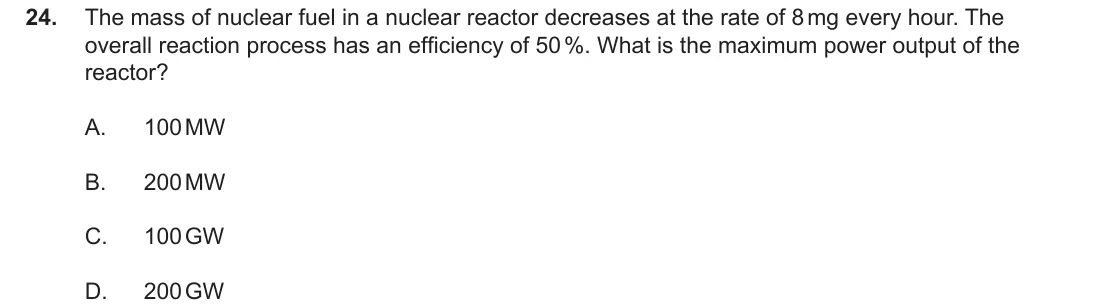 24. The mass of nuclear fuel in a nuclear reactor decreases at the rate of 8 mg every hour. The
overall reaction process has an efficiency of 50 %. What is the maximum power output of the
reactor?
A. 100 MW
B. 200 MW
C. 100 GW
D. 200 GW